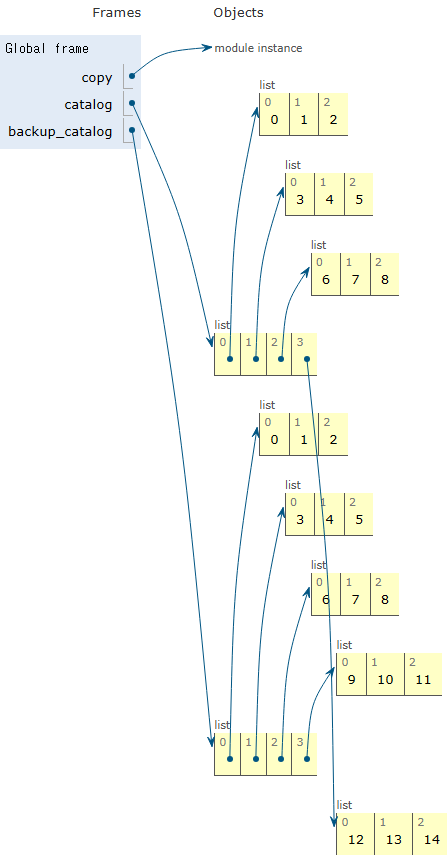 Frames Objects
Global frame
copy
catalog
backup_catalog
module instance
list
0 1 2
0 1 2
list
0 1 2
3 4 5
list
0 1 2
6 7 8
list
0 1 2 3
list
0 1 2
0 1 2
list
0 1 2
3 4 5
list
0 1 2
6 7 8
list
0 1 2
9 10 11
list
0 1 2 3
list
0 1 2
12 13 14